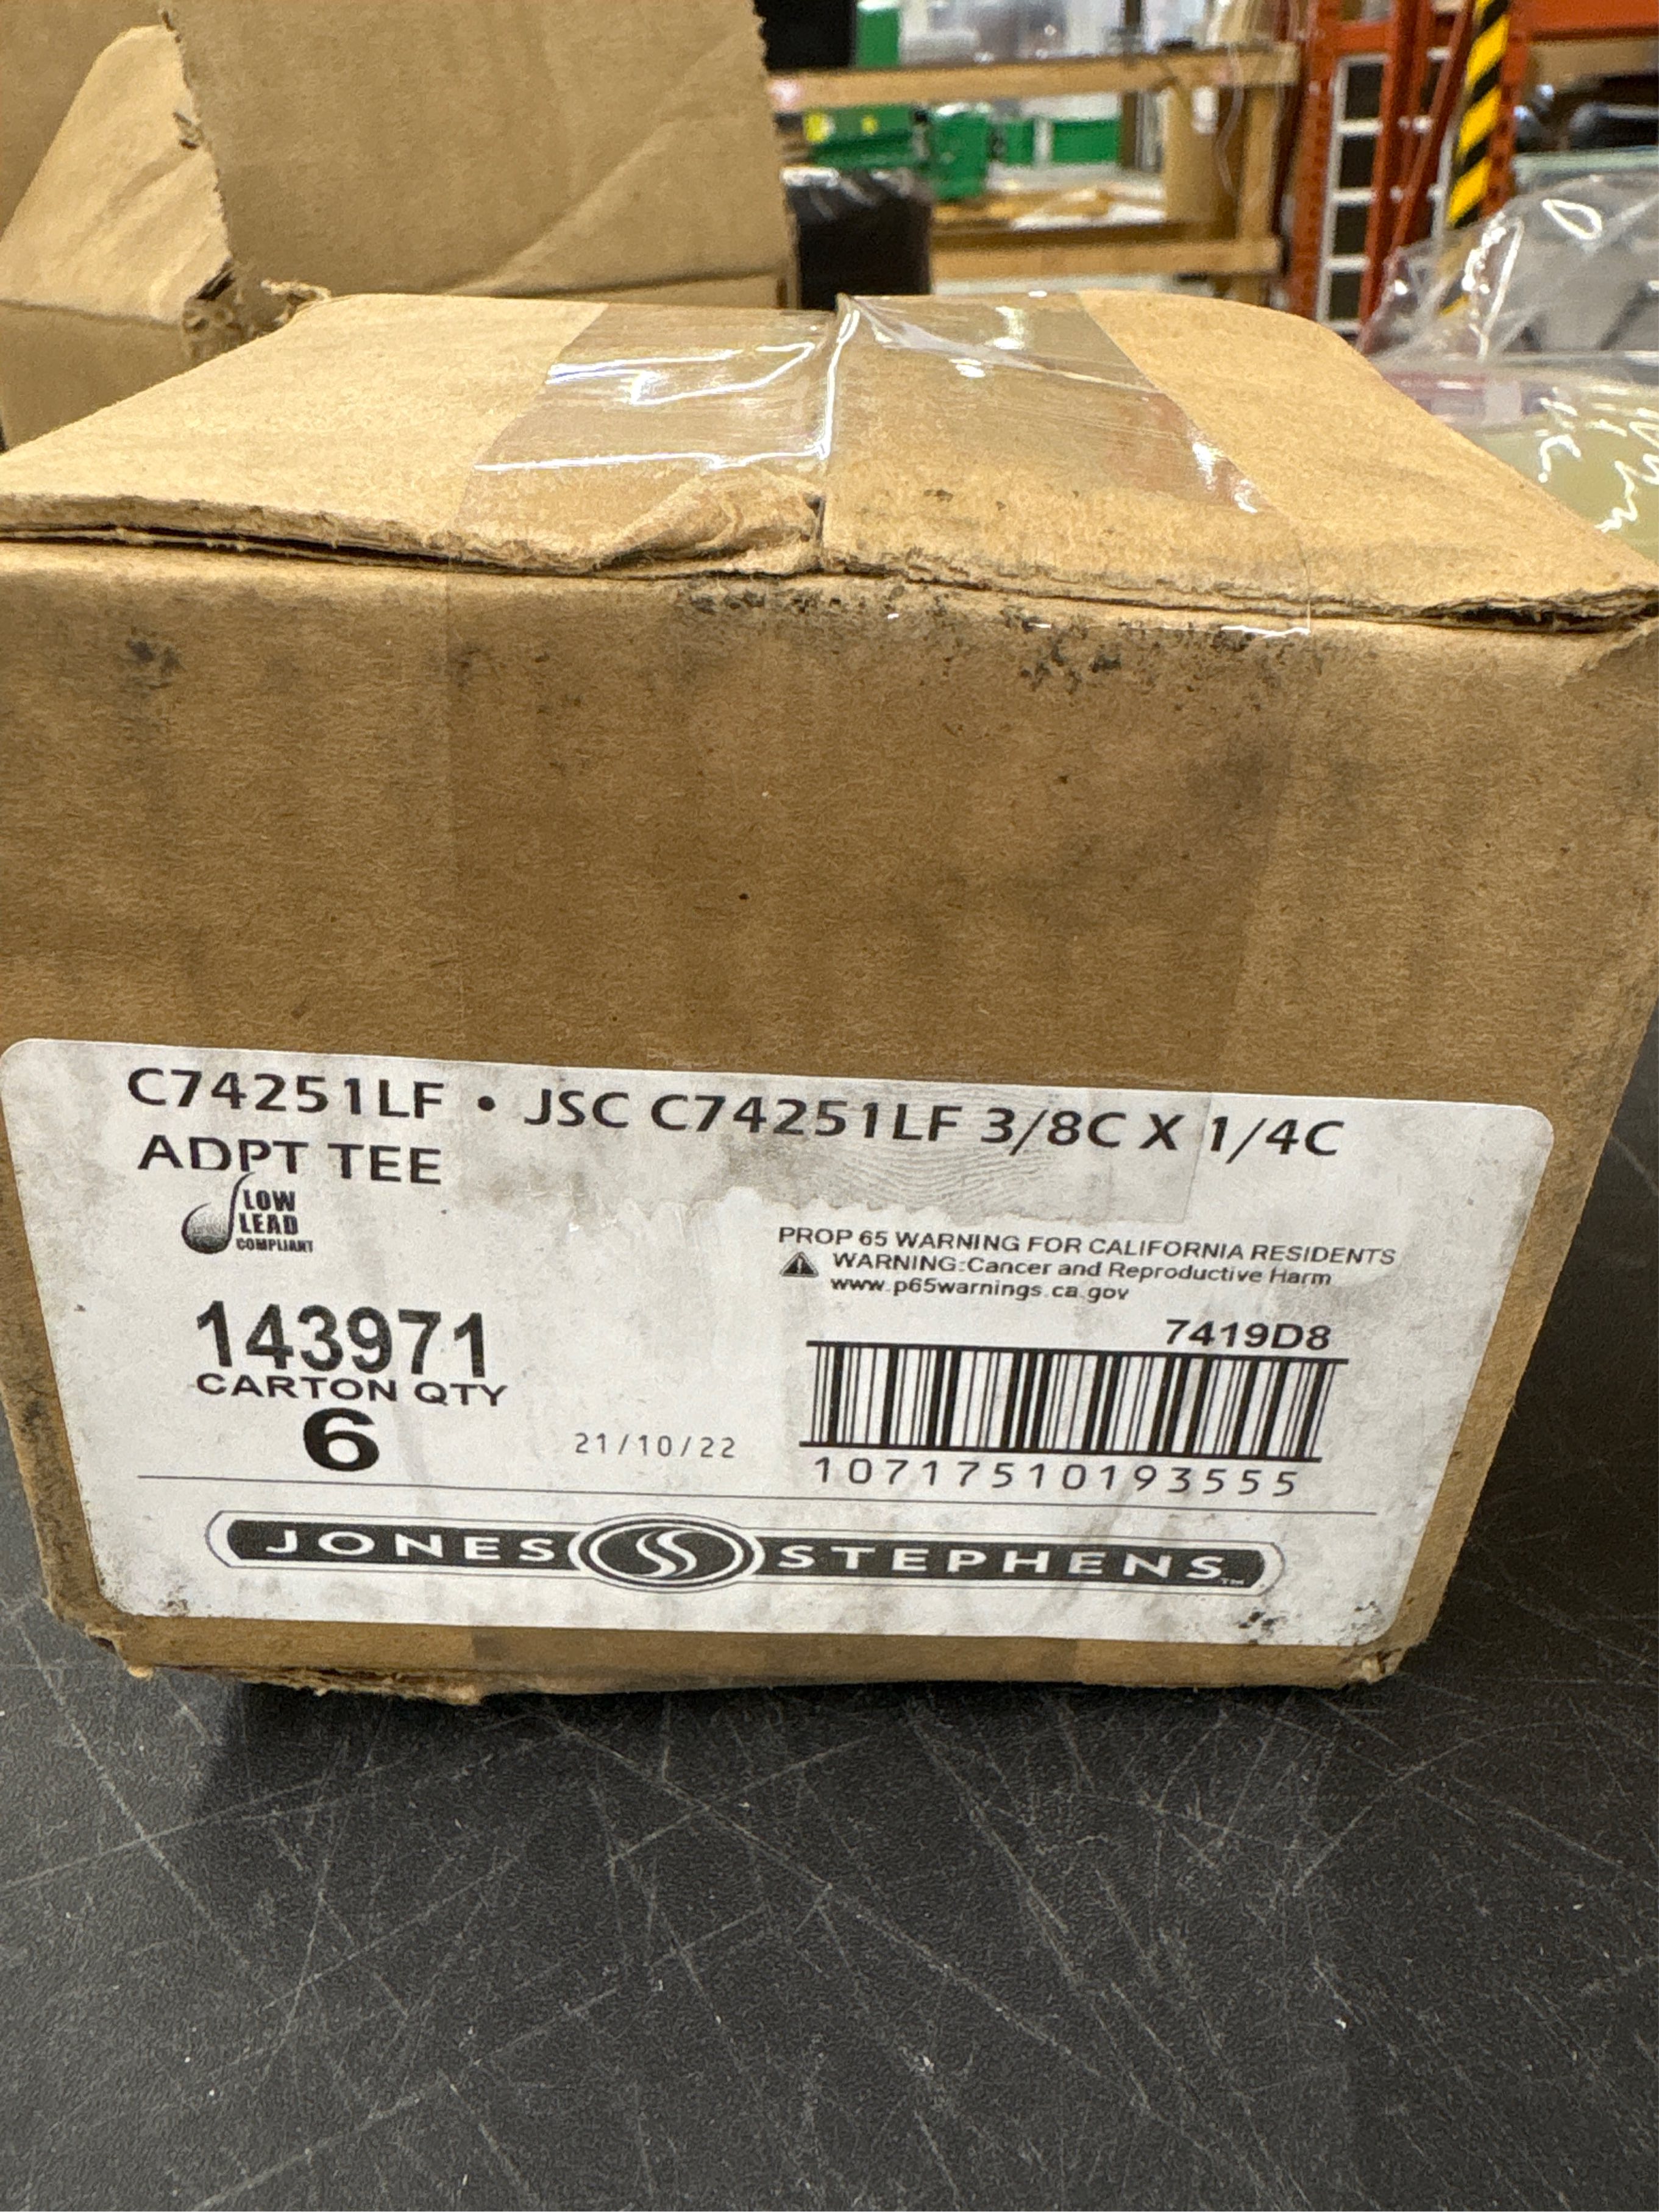 C74251LF • JSC C74251LF 3/8C X 1/4C
ADPT TEE
LOW
LEAD
COMPLIANT
PROP 65 WARNING FOR CALIFORNIA RESIDENTS
WARNING:Cancer and Reproductive Harm
www.p65warnings.ca.gov
143971
CARTON QTY
6
21/10/22
7419D8
10717510193555
JONES STEPHENS™